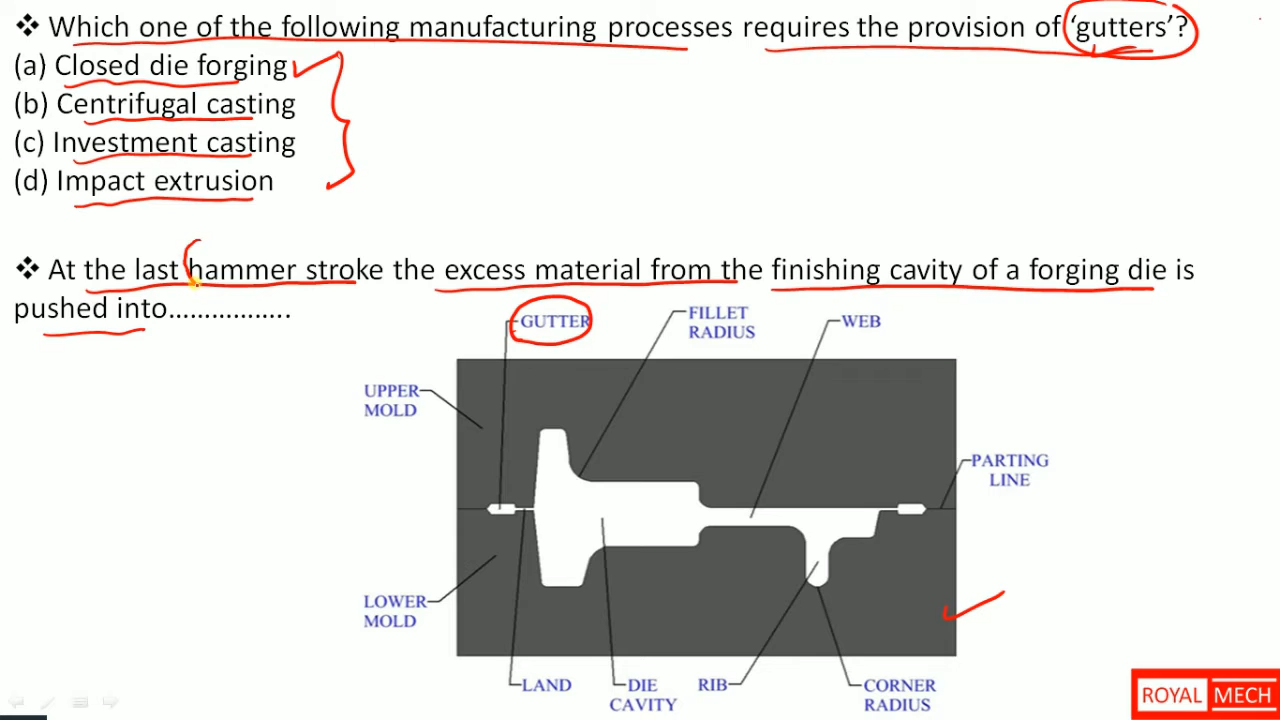 ❖ Which one of the following manufacturing processes requires the provision of ‘gutters’?
(a) Closed die forging
(b) Centrifugal casting
(c) Investment casting
(d) Impact extrusion
❖ At the last hammer stroke the excess material from the finishing cavity of a forging die is
pushed into……………..
GUTTER
FILLET
RADIUS
WEB
UPPER
MOLD
PARTING
LINE
LOWER
MOLD
LAND
DIE
CAVITY
RIB
CORNER
RADIUS
ROYAL MECH